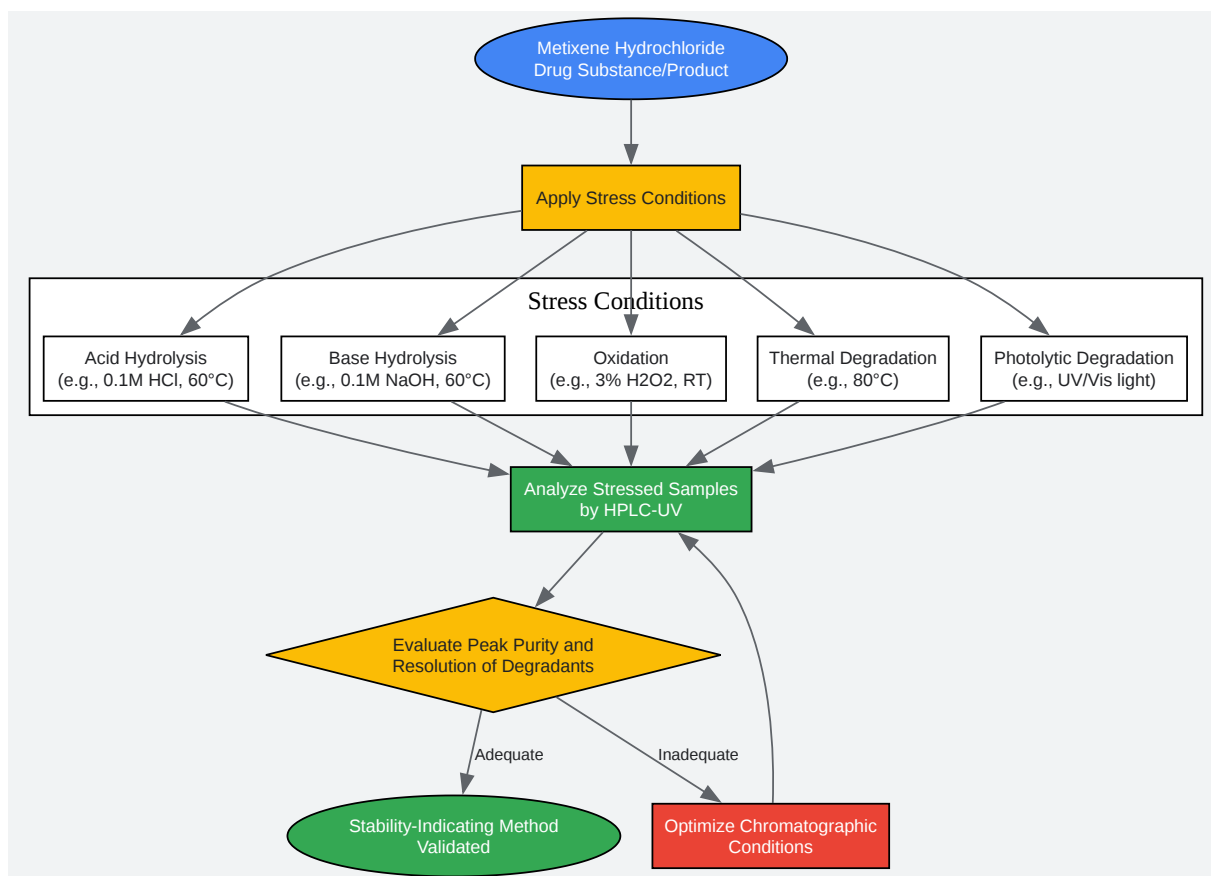 Metixene Hydrochloride
Drug Substance/Product
Apply Stress Conditions
Stress Conditions
Acid Hydrolysis
(e.g., 0.1M HCl, 60°C)
Base Hydrolysis
(e.g., 0.1M NaOH, 60°C)
Oxidation
(e.g., 3% H2O2, RT)
Thermal Degradation
(e.g., 80°C)
Photolytic Degradation
(e.g., UV/Vis light)
Analyze Stressed Samples
by HPLC-UV
Evaluate Peak Purity and
Resolution of Degradants
Adequate
Inadequate
Stability-Indicating Method
Validated
Optimize Chromatographic
Conditions